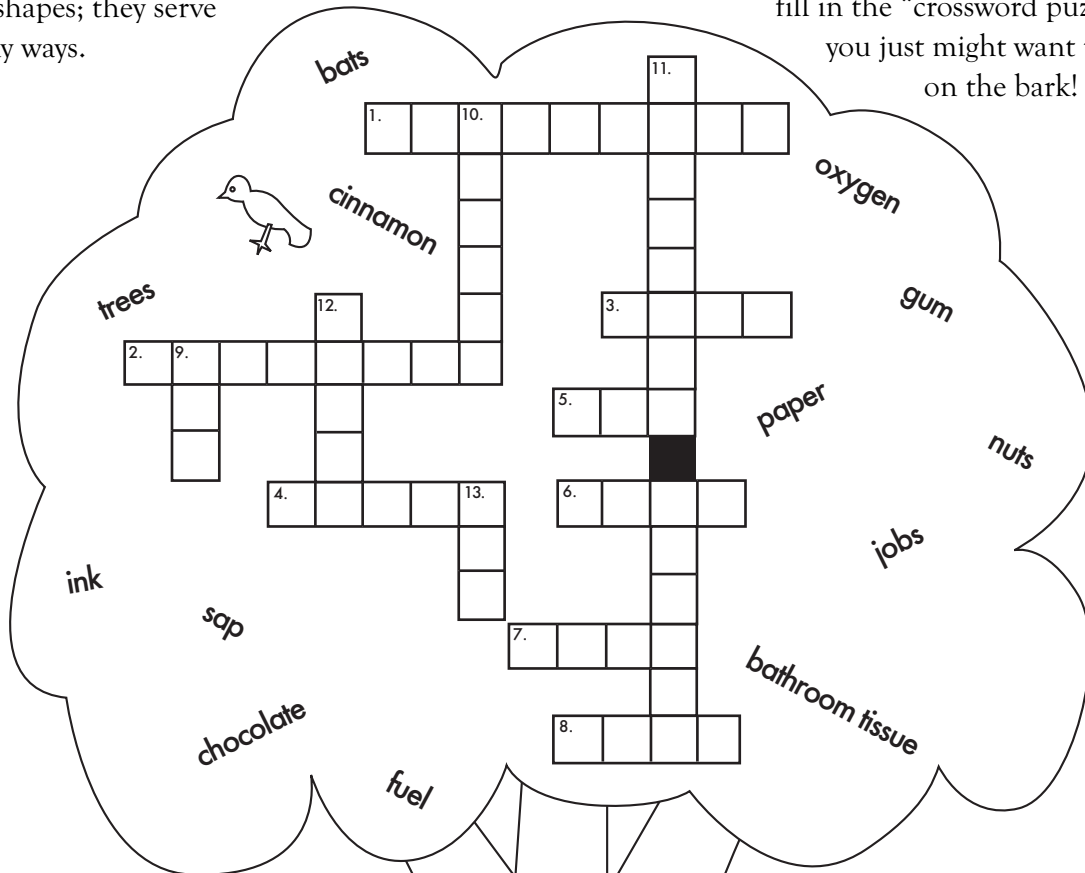 shapes; they serve
y ways.
fill in the "crossword puz
you just might want
on the bark!
bats
11.
1.
10.
oxygen
cinnamon
trees
12.
3.
gum
2.
9.
5.
paper
nuts
4.
13.
6.
jobs
ink
sap
7.
bathroom tissue
chocolate
8.
fuel